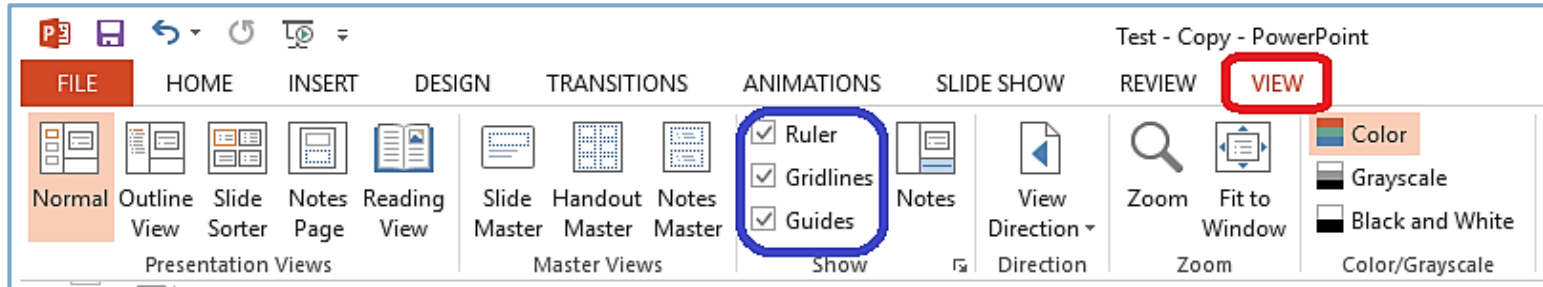 Test - Copy - PowerPoint
FILE HOME INSERT DESIGN TRANSITIONS ANIMATIONS SLIDE SHOW REVIEW VIEW
Normal
Outline View
Slide Sorter
Notes Page
Reading View
Presentation Views
Slide Master
Handout Master
Notes Master
Master Views
Ruler
Gridlines
Guides
Show
Notes
View Direction
Direction
Zoom
Fit to Window
Zoom
Color
Grayscale
Black and White
Color/Grayscale